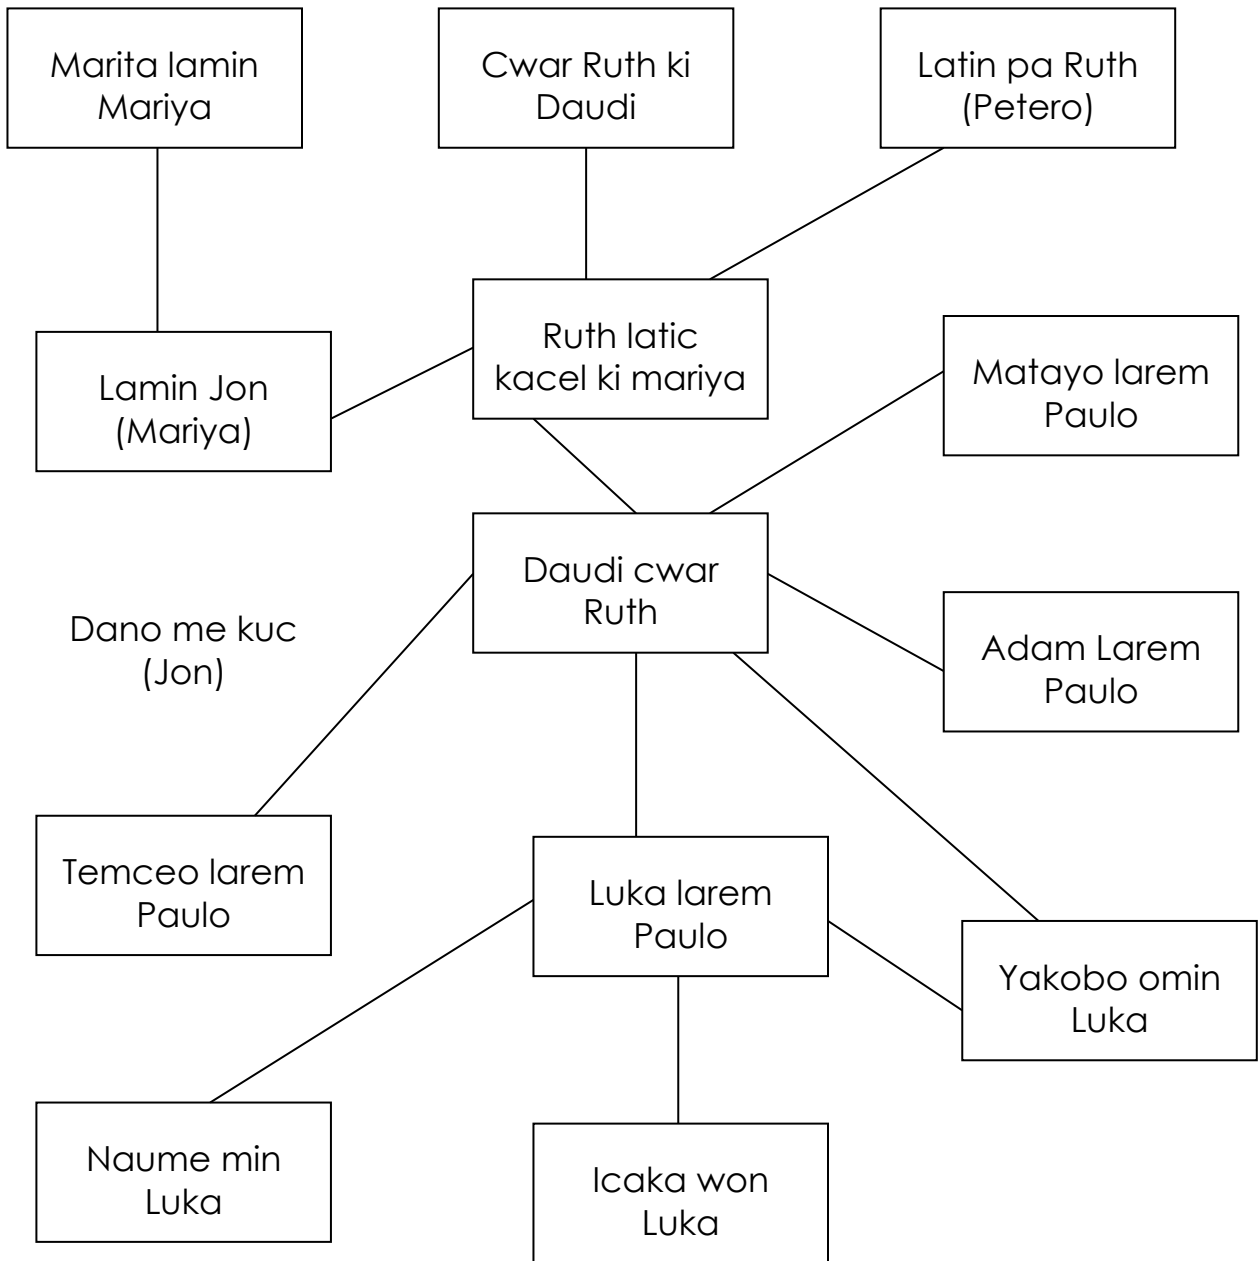 Marita lamin
Mariya
Cwar Ruth ki
Daudi
Latin pa Ruth
(Petero)
Ruth latic
kacel ki mariya
Lamin Jon
(Mariya)
Matayo larem
Paulo
Daudi cwar
Ruth
Dano me kuc
(Jon)
Adam Larem
Paulo
Temceo larem
Paulo
Luka larem
Paulo
Yakobo omin
Luka
Naume min
Luka
Icaka won
Luka